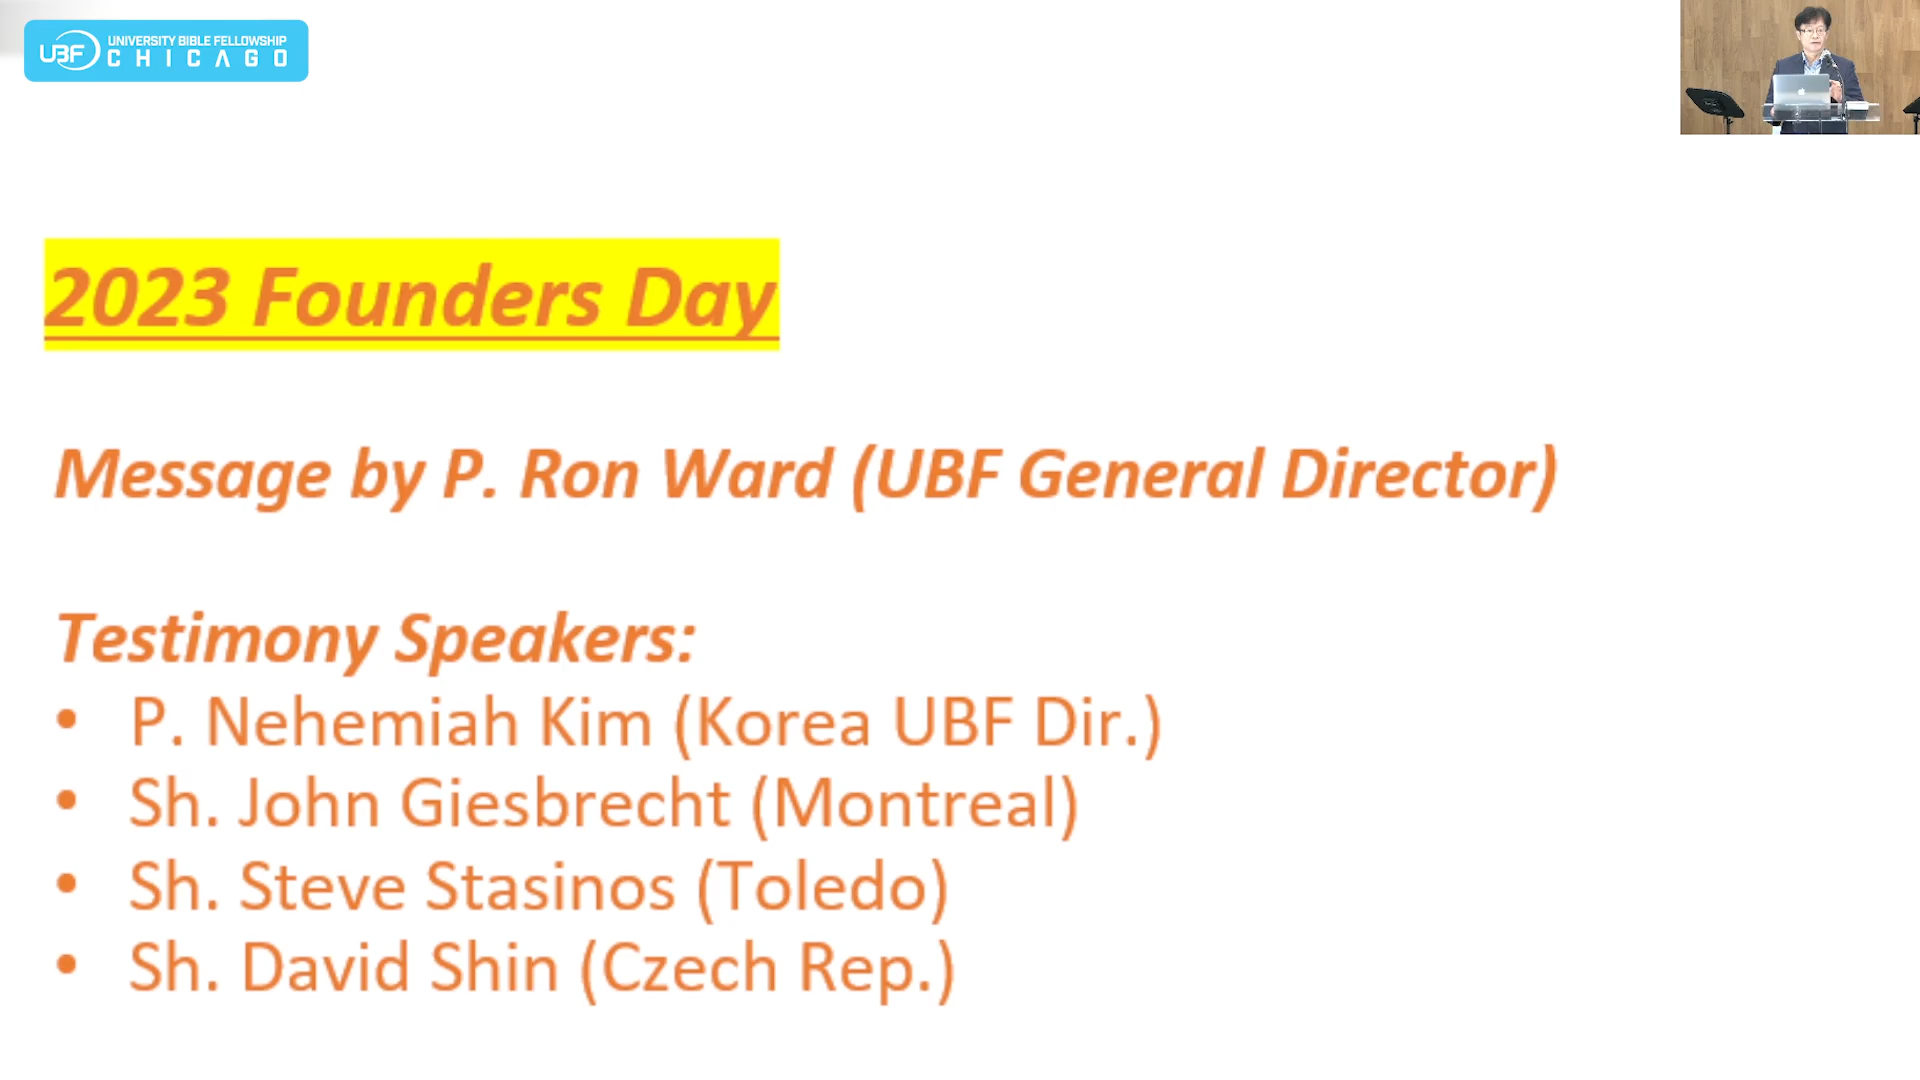 UBF UNIVERSITY BIBLE FELLOWSHIP
CHICAGO
2023 Founders Day
Message by P. Ron Ward (UBF General Director)
Testimony Speakers:
• P. Nehemiah Kim (Korea UBF Dir.)
• Sh. John Giesbrecht (Montreal)
• Sh. Steve Stasinos (Toledo)
• Sh. David Shin (Czech Rep.)